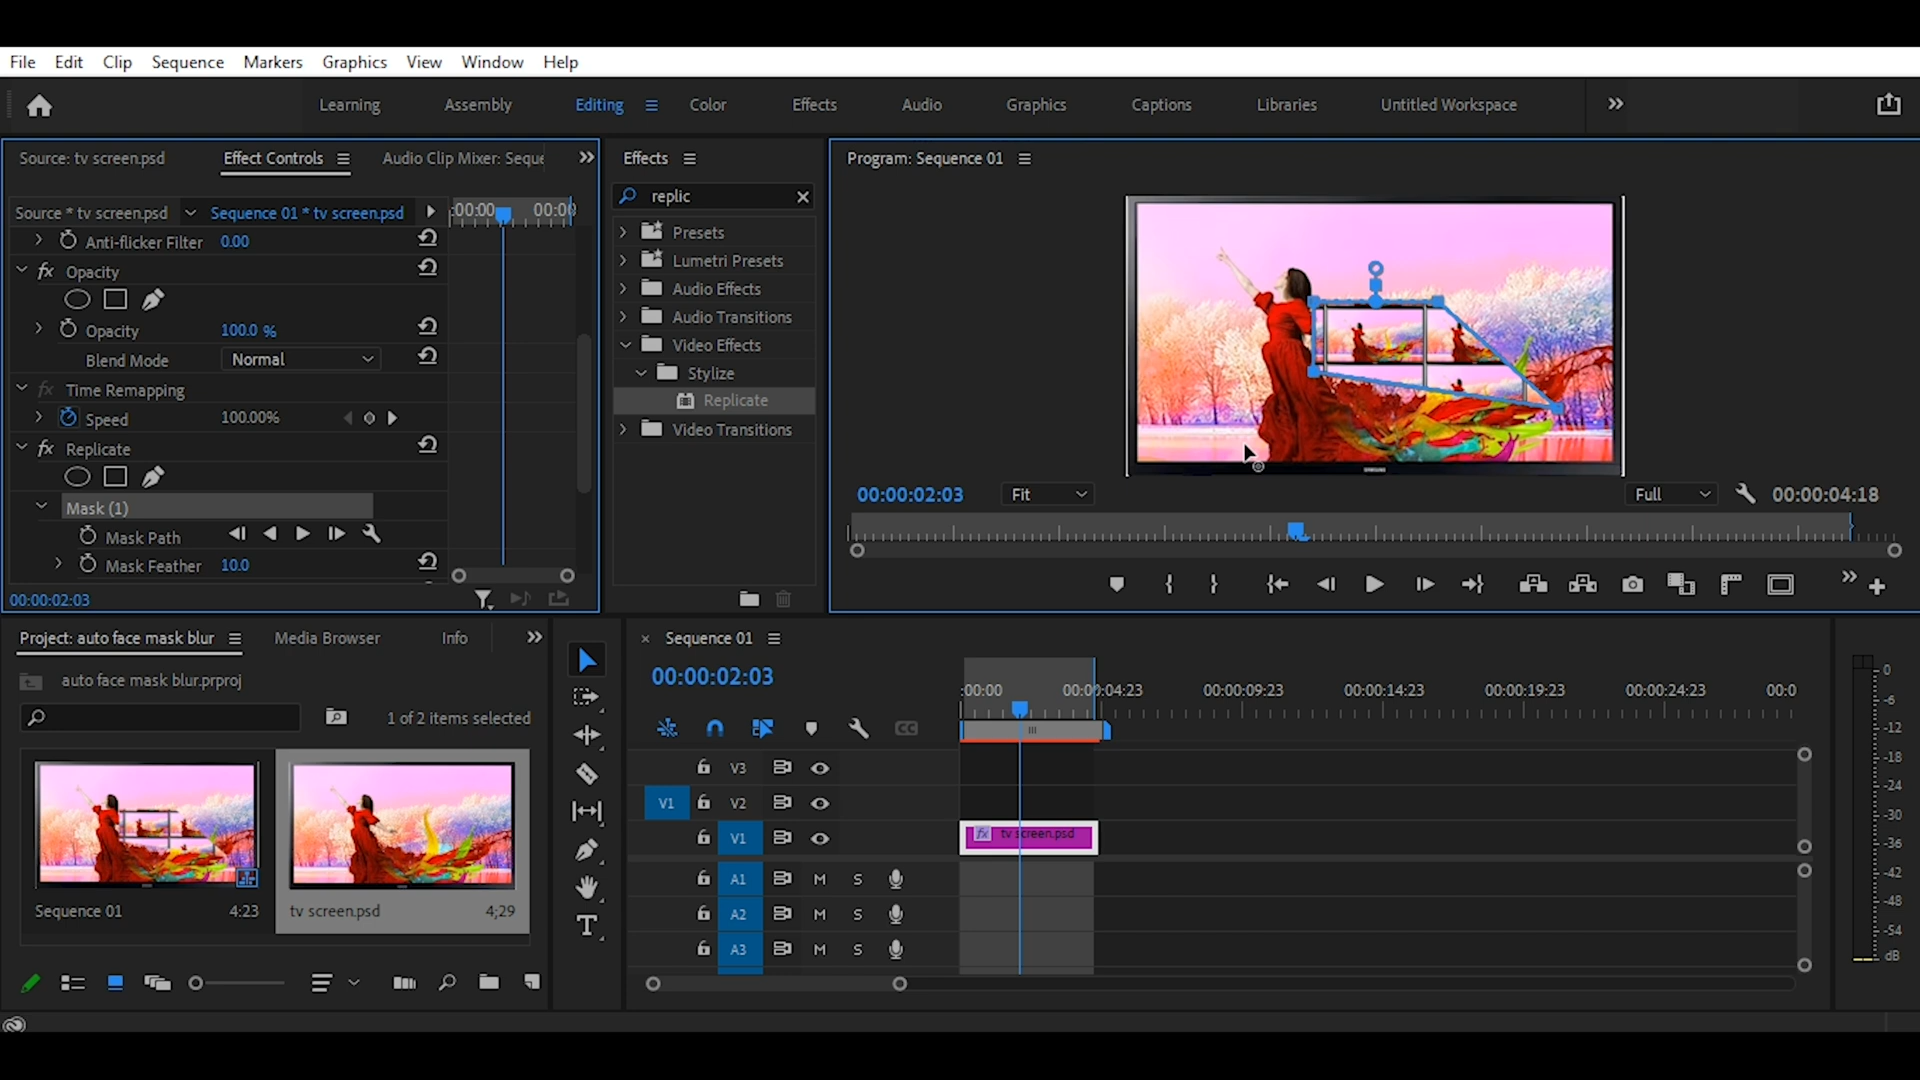 File Edit Clip Sequence Markers Graphics View Window Help
Learning Assembly Editing Color Effects Audio Graphics Captions Libraries Untitled Workspace
Source: tv screen.psd Effect Controls Audio Clip Mixer: Seque
Source * tv screen.psd Sequence 01 * tv screen.psd
:00:00 00:00
Anti-flicker Filter 0.00
fx Opacity
Opacity 100.0 %
Blend Mode Normal
fx Time Remapping
Speed 100.00%
fx Replicate
Mask (1)
Mask Path
Mask Feather 10.0
00:00:02:03
Effects
replic
Presets
Lumetri Presets
Audio Effects
Audio Transitions
Video Effects
Stylize
Replicate
Video Transitions
Program: Sequence 01
SAMSUNG
00:00:02:03 Fit Full 00:00:04:18
Project: auto face mask blur Media Browser Info
auto face mask blur.prproj
1 of 2 items selected
Sequence 01 4:23
tv screen.psd 4;29
Sequence 01
00:00:02:03
:00:00 00:00:04:23 00:00:09:23 00:00:14:23 00:00:19:23 00:00:24:23 00:0
V3
V1 V2
V1 fx tv screen.psd
A1 M S
A2 M S
A3 M S
0
-6
-12
-18
-24
-30
-36
-42
-48
-54
dB